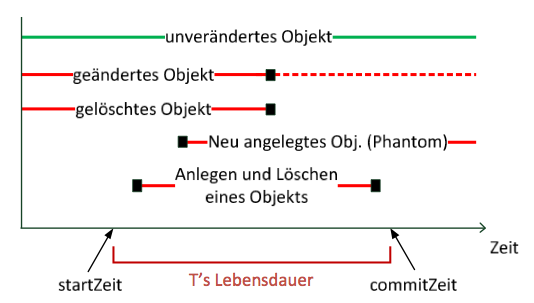 unverändertes Objekt
geändertes Objekt
gelöschtes Objekt
Neu angelegtes Obj. (Phantom)
Anlegen und Löschen
eines Objekts
Zeit
T's Lebensdauer
startZeit
commitZeit